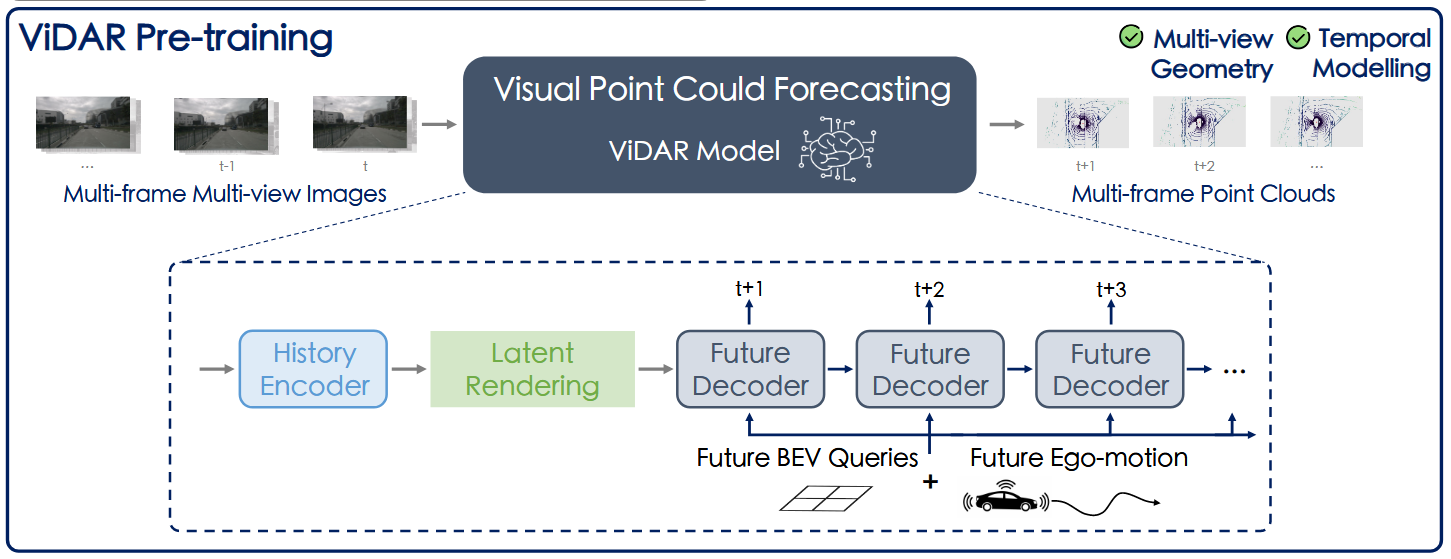 ViDAR Pre-training
Multi-view
Geometry
Temporal
Modelling
Visual Point Could Forecasting
ViDAR Model
...
t-1
t
Multi-frame Multi-view Images
t+1
t+2
...
Multi-frame Point Clouds
t+1
t+2
t+3
History
Encoder
Latent
Rendering
Future
Decoder
Future
Decoder
Future
Decoder
...
Future BEV Queries
+
Future Ego-motion